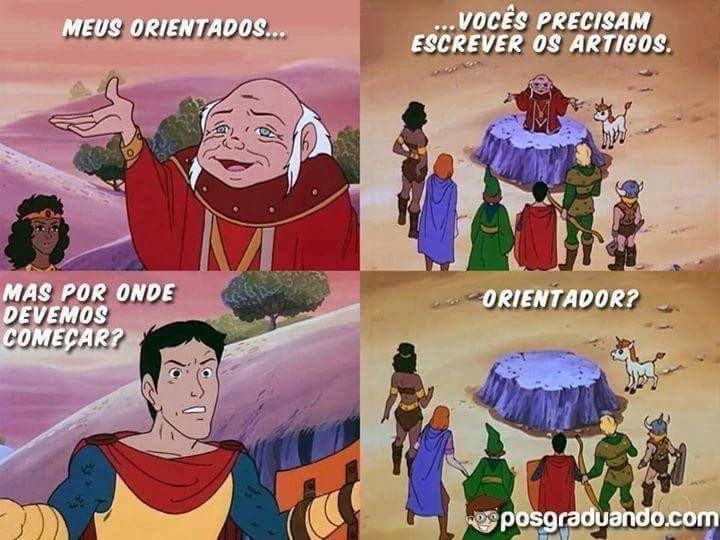 MEUS ORIENTADOS...
...VOCÊS PRECISAM
ESCREVER OS ARTIGOS.
MAS POR ONDE
DEVEMOS
COMEÇAR?
ORIENTADOR?
posgraduando.com